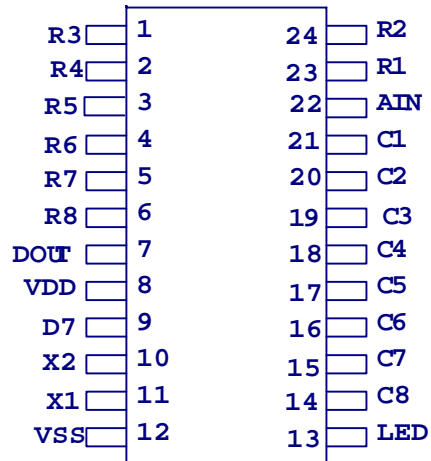 R3 1 24 R2
R4 2 23 R1
R5 3 22 AIN
R6 4 21 C1
R7 5 20 C2
R8 6 19 C3
DOUT 7 18 C4
VDD 8 17 C5
D7 9 16 C6
X2 10 15 C7
X1 11 14 C8
VSS 12 13 LED